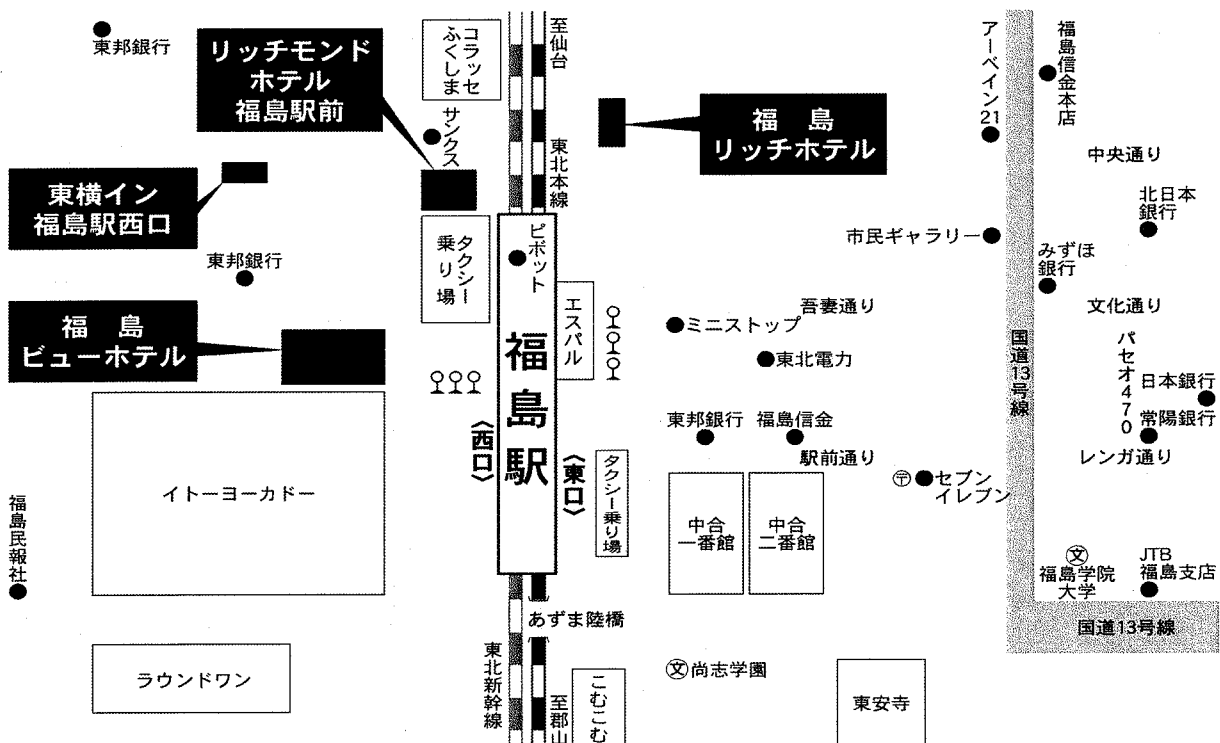 東邦銀行
リッチモンド
ホテル
福島駅前
コラッセ
ふくしま
至仙台
サンクス
東北本線
福 島
リッチホテル
アーベイン21
福島信金本店
中央通り
北日本
銀行
東横イン
福島駅西口
東邦銀行
タクシー
乗り場
ピボット
エスパル
市民ギャラリー
みずほ
銀行
吾妻通り
文化通り
福 島
ビューホテル
ミニストップ
東北電力
国道13号線
パセオ470
日本銀行
常陽銀行
福島駅
〈西口〉
〈東口〉
タクシー乗り場
東邦銀行
福島信金
駅前通り
レンガ通り
イトーヨーカドー
〒
セブン
イレブン
中合
一番館
中合
二番館
福島民報社
文
福島学院
大学
JTB
福島支店
あずま陸橋
国道13号線
ラウンドワン
東北新幹線
至郡山
こむこむ
文尚志学園
東安寺